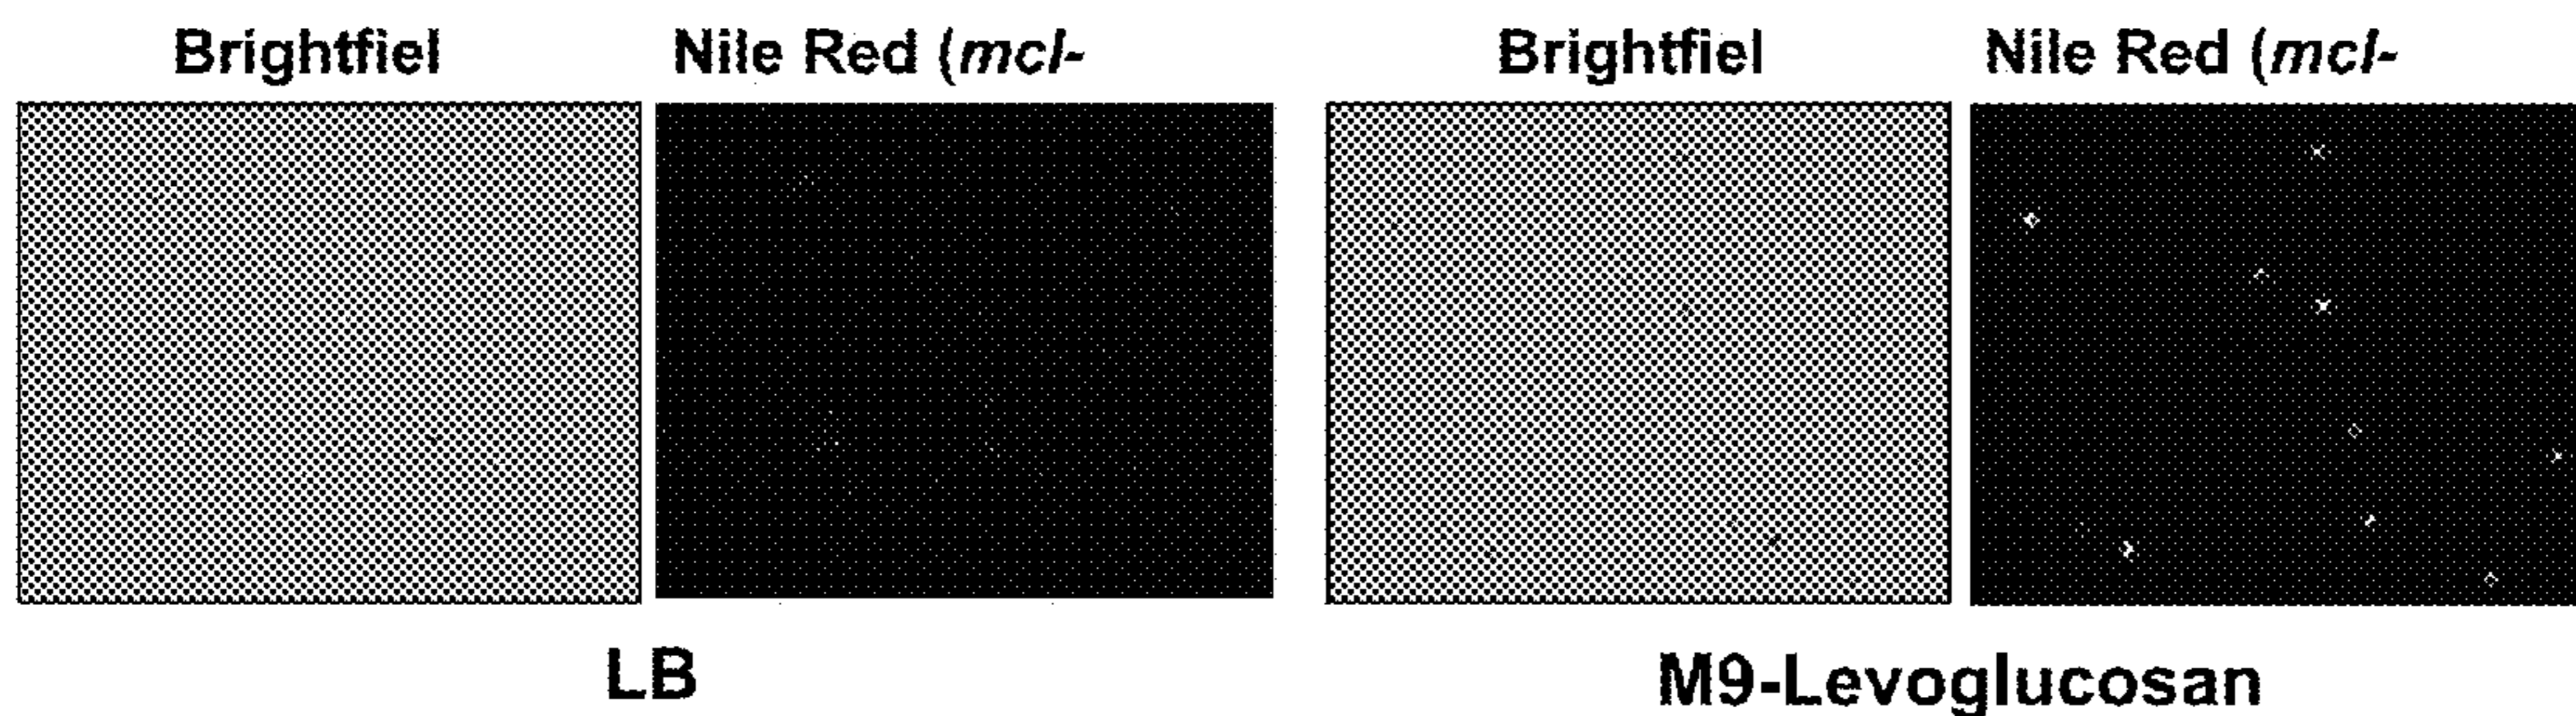 Brightfiel Nile Red (mcl- Brightfiel Nile Red (mcl-
LB M9-Levoglucosan